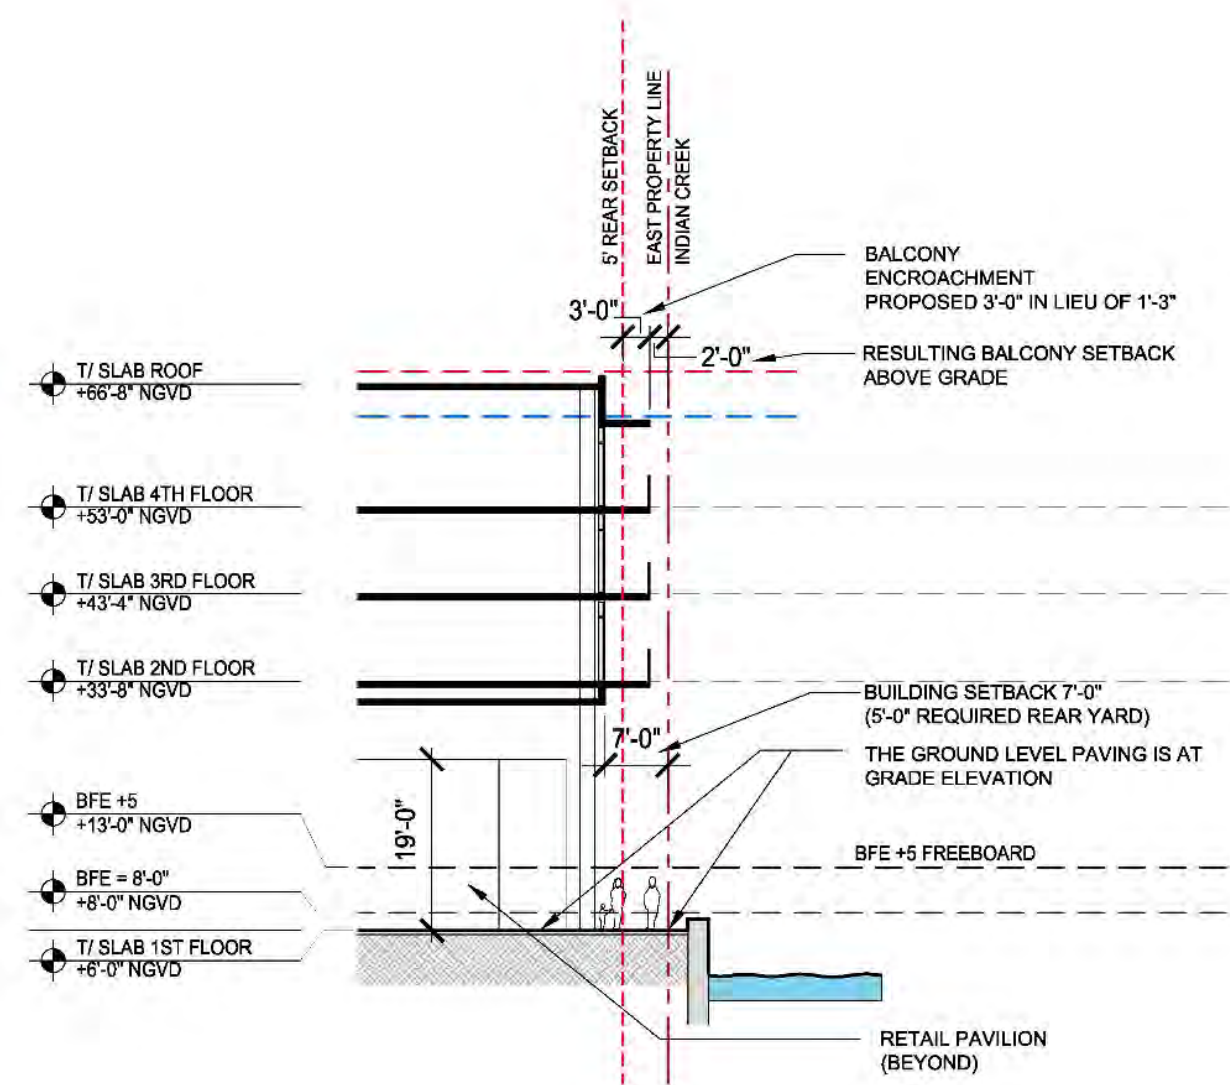 5' REAR SETBACK
EAST PROPERTY LINE
INDIAN CREEK
BALCONY
ENCROACHMENT
PROPOSED 3'-0" IN LIEU OF 1'-3"
3'-0"
2'-0"
RESULTING BALCONY SETBACK
ABOVE GRADE
T/ SLAB ROOF
+66'-8" NGVD
T/ SLAB 4TH FLOOR
+53'-0" NGVD
T/ SLAB 3RD FLOOR
+43'-4" NGVD
T/ SLAB 2ND FLOOR
+33'-8" NGVD
BUILDING SETBACK 7'-0"
(5'-0" REQUIRED REAR YARD)
7'-0"
THE GROUND LEVEL PAVING IS AT
GRADE ELEVATION
19'-0"
BFE +5
+13'-0" NGVD
BFE +5 FREEBOARD
BFE = 8'-0"
+8'-0" NGVD
T/ SLAB 1ST FLOOR
+6'-0" NGVD
RETAIL PAVILION
(BEYOND)